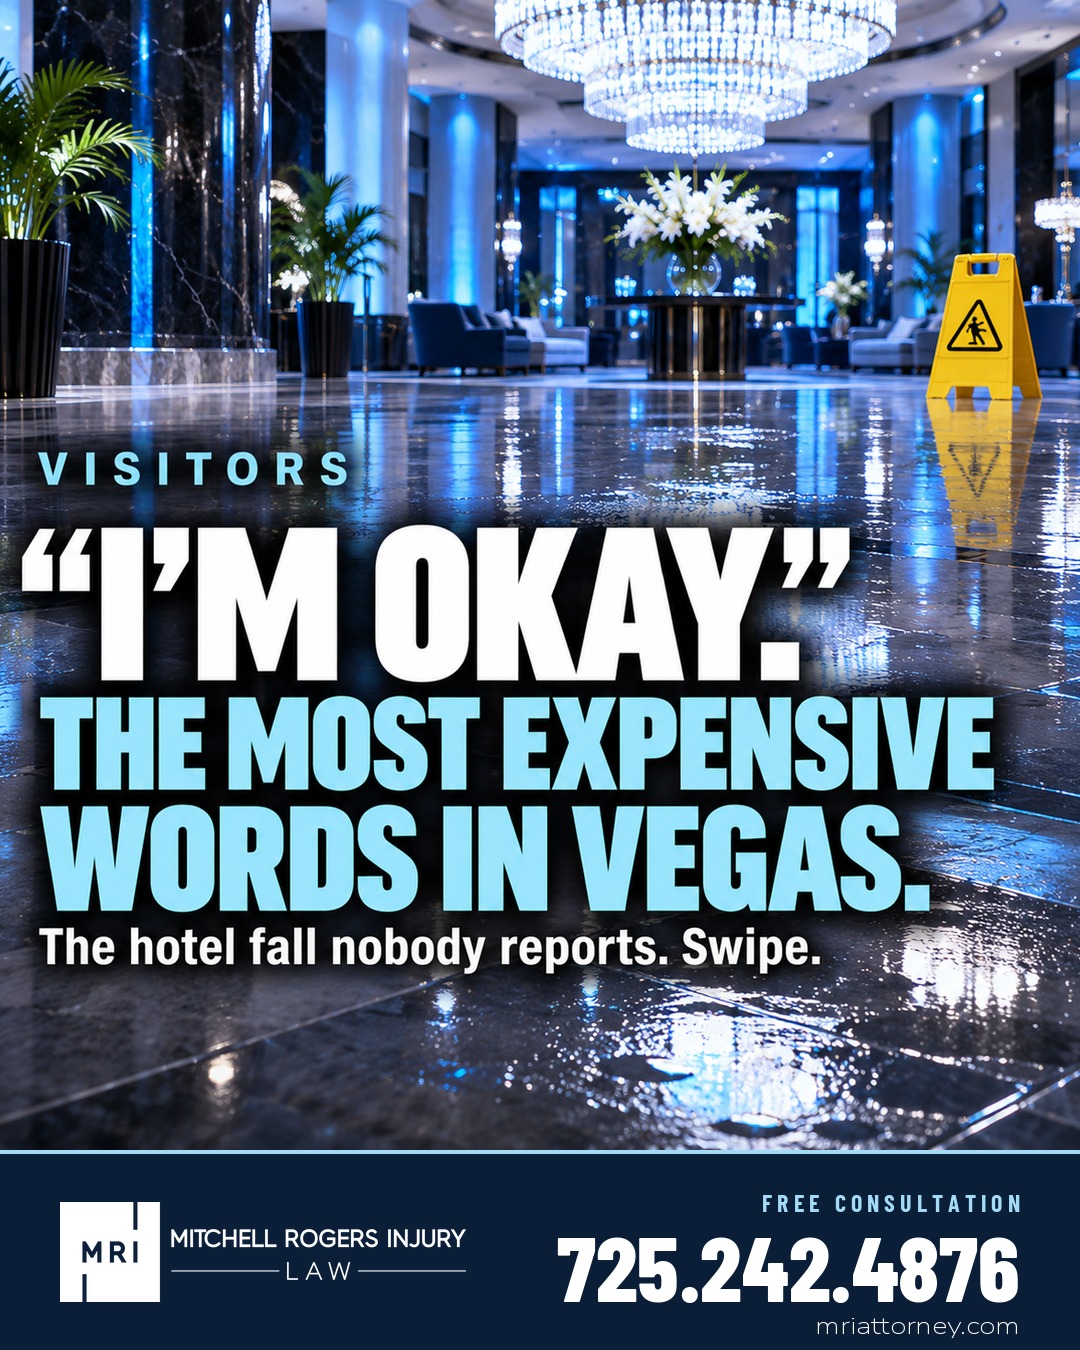 VISITORS
“I’M OKAY.”
THE MOST EXPENSIVE
WORDS IN VEGAS.
The hotel fall nobody reports. Swipe.
MRI
MITCHELL ROGERS INJURY
LAW
FREE CONSULTATION
725.242.4876
mriattorney.com